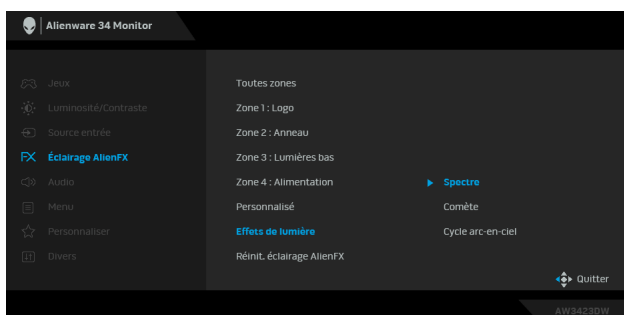 Alienware 34 Monitor
Jeux
Luminosité/Contraste
Source entrée
FX Éclairage AlienFX
Audio
Menu
Personnaliser
Divers
Toutes zones
Zone 1 : Logo
Zone 2 : Anneau
Zone 3 : Lumières bas
Zone 4 : Alimentation
Personnalisé
Effets de lumière
Réinit. éclairage AlienFX
Spectre
Comète
Cycle arc-en-ciel
Quitter
AW3423DW